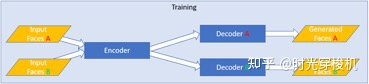 Training
Input
Faces A
Encoder
Decoder A
Generated
Faces A
Input
Faces B
Decoder
知乎 @时光穿梭机